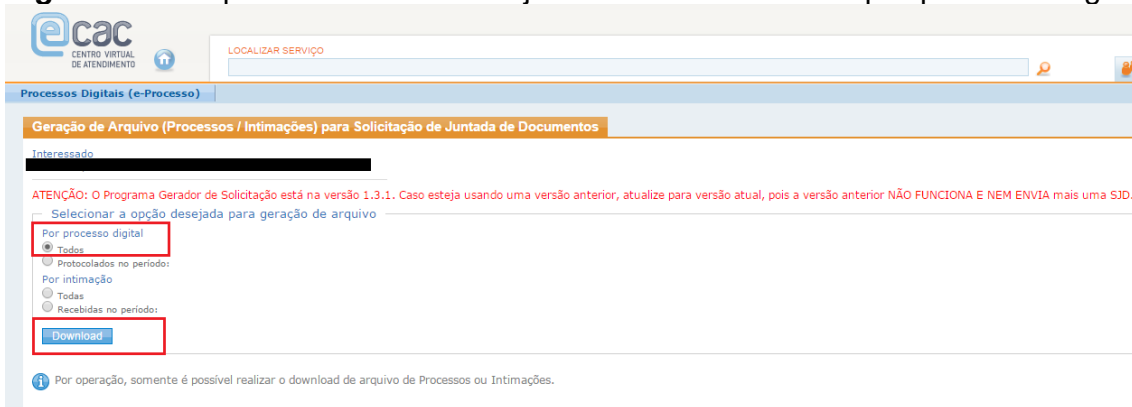 ecac
CENTRO VIRTUAL
DE ATENDIMENTO
LOCALIZAR SERVIÇO
Processos Digitais (e-Processo)
Geração de Arquivo (Processos / Intimações) para Solicitação de Juntada de Documentos
Interessado
ATENÇÃO: O Programa Gerador de Solicitação está na versão 1.3.1. Caso esteja usando uma versão anterior, atualize para versão atual, pois a versão anterior NÃO FUNCIONA E NEM ENVIA mais uma SJD.
Selecionar a opção desejada para geração de arquivo
Por processo digital
Todos
Protocolados no período:
Por intimação
Todas
Recebidas no período:
Download
Por operação, somente é possível realizar o download de arquivo de Processos ou Intimações.